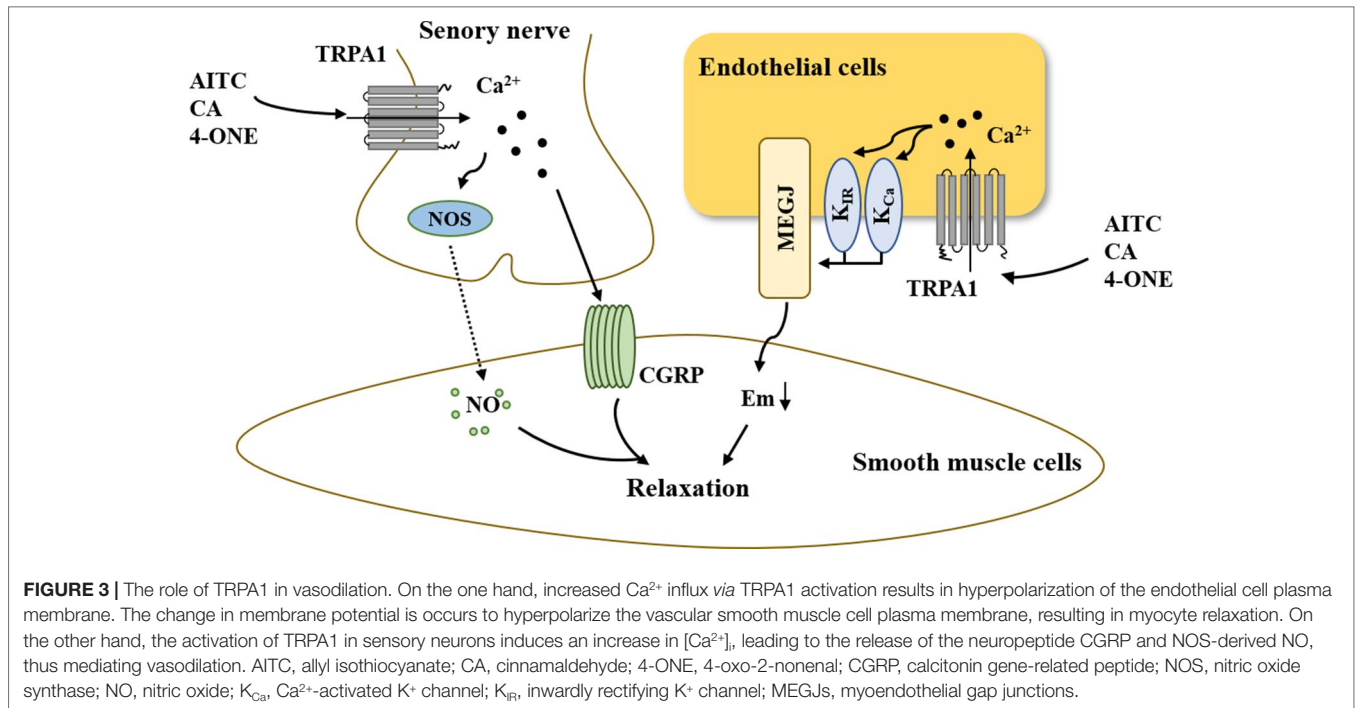 Senory nerve
TRPA1
AITC
CA
4-ONE
Ca²⁺
NOS
NO
CGRP
Endothelial cells
Ca²⁺
MEGJ
K_IR
K_Ca
TRPA1
AITC
CA
4-ONE
Em
Smooth muscle cells
Relaxation
FIGURE 3 | The role of TRPA1 in vasodilation. On the one hand, increased Ca²⁺ influx via TRPA1 activation results in hyperpolarization of the endothelial cell plasma
membrane. The change in membrane potential is occurs to hyperpolarize the vascular smooth muscle cell plasma membrane, resulting in myocyte relaxation. On
the other hand, the activation of TRPA1 in sensory neurons induces an increase in [Ca²⁺]ᵢ, leading to the release of the neuropeptide CGRP and NOS-derived NO,
thus mediating vasodilation. AITC, allyl isothiocyanate; CA, cinnamaldehyde; 4-ONE, 4-oxo-2-nonenal; CGRP, calcitonin gene-related peptide; NOS, nitric oxide
synthase; NO, nitric oxide; K_Ca, Ca²⁺-activated K⁺ channel; K_IR, inwardly rectifying K⁺ channel; MEGJs, myoendothelial gap junctions.